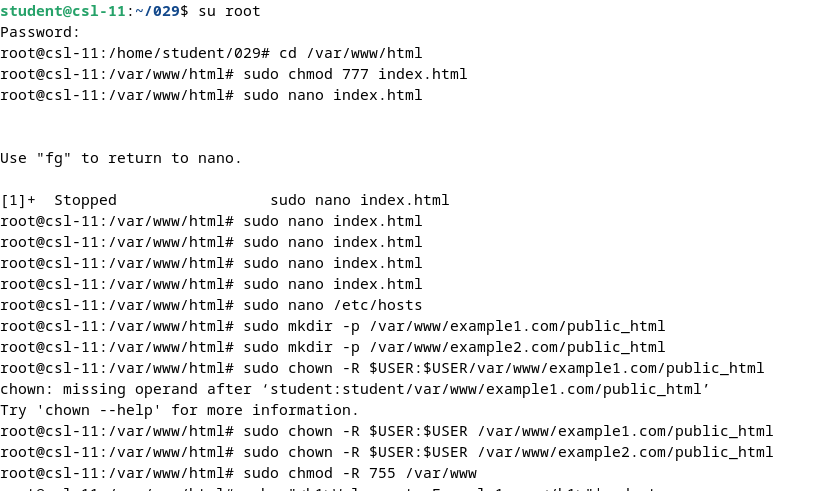 student@csl-11:~/029$ su root
Password:
root@csl-11:/home/student/029# cd /var/www/html
root@csl-11:/var/www/html# sudo chmod 777 index.html
root@csl-11:/var/www/html# sudo nano index.html
Use "fg" to return to nano.
[1]+  Stopped                 sudo nano index.html
root@csl-11:/var/www/html# sudo nano index.html
root@csl-11:/var/www/html# sudo nano index.html
root@csl-11:/var/www/html# sudo nano index.html
root@csl-11:/var/www/html# sudo nano index.html
root@csl-11:/var/www/html# sudo nano /etc/hosts
root@csl-11:/var/www/html# sudo mkdir -p /var/www/example1.com/public_html
root@csl-11:/var/www/html# sudo mkdir -p /var/www/example2.com/public_html
root@csl-11:/var/www/html# sudo chown -R $USER:$USER/var/www/example1.com/public_html
chown: missing operand after ‘student:student/var/www/example1.com/public_html’
Try 'chown --help' for more information.
root@csl-11:/var/www/html# sudo chown -R $USER:$USER /var/www/example1.com/public_html
root@csl-11:/var/www/html# sudo chown -R $USER:$USER /var/www/example2.com/public_html
root@csl-11:/var/www/html# sudo chmod -R 755 /var/www